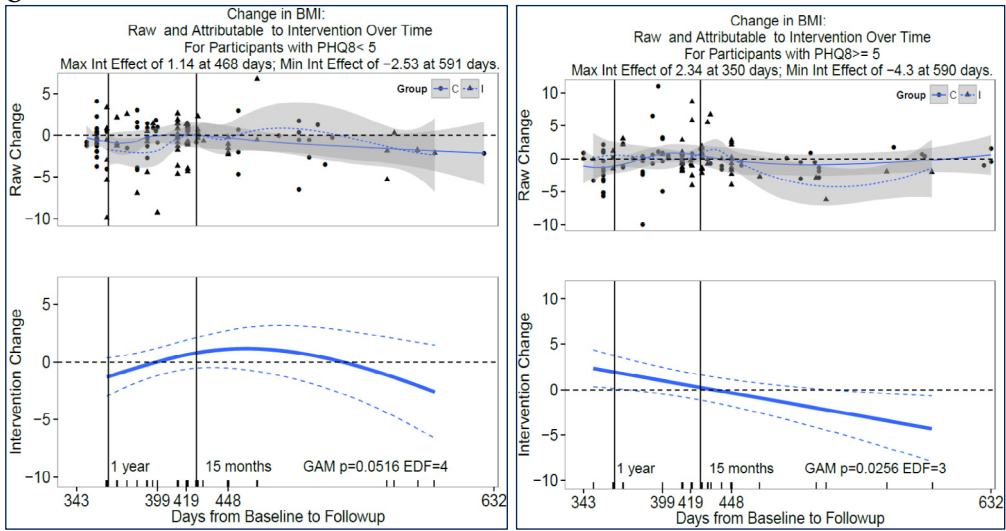 Change in BMI:
Raw and Attributable to Intervention Over Time
For Participants with PHQ8< 5
Max Int Effect of 1.14 at 468 days; Min Int Effect of −2.53 at 591 days.
Group C I
Raw Change
5
0
−5
−10
Intervention Change
5
0
−5
−10
1 year
15 months
GAM p=0.0516 EDF=4
343
399
419
448
632
Days from Baseline to Followup
Change in BMI:
Raw and Attributable to Intervention Over Time
For Participants with PHQ8>= 5
Max Int Effect of 2.34 at 350 days; Min Int Effect of −4.3 at 590 days.
Group C I
Raw Change
10
5
0
−5
−10
Intervention Change
10
5
0
−5
−10
1 year
15 months
GAM p=0.0256 EDF=3
343
399
419
448
632
Days from Baseline to Followup